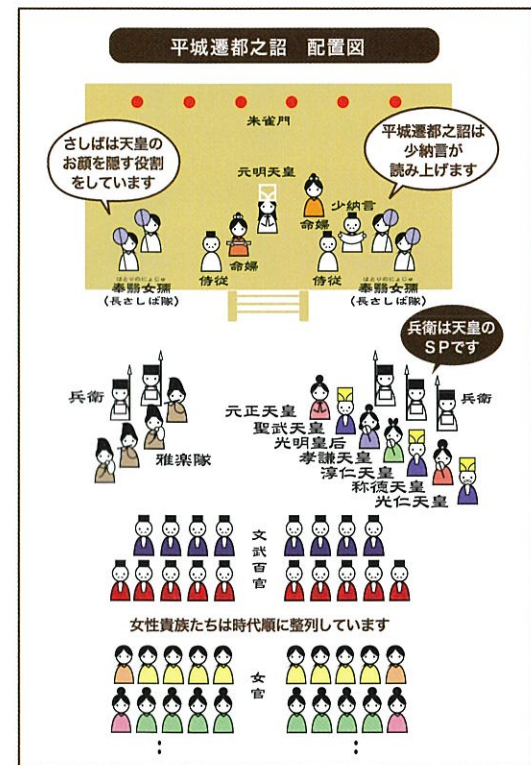 平城遷都之詔 配置図
朱雀門
さしばは天皇の
お顔を隠す役割
をしています
平城遷都之詔は
少納言が
読み上げます
元明天皇
命婦
少納言
侍従
命婦
侍従
はとりのにょじゅ
奉翳女孺
(長さしば隊)
はとりのにょじゅ
奉翳女孺
(長さしば隊)
兵衛は天皇の
SPです
兵衛
雅楽隊
兵衛
元正天皇
聖武天皇
光明皇后
孝謙天皇
淳仁天皇
称徳天皇
光仁天皇
文武百官
女性貴族たちは時代順に整列しています
女官